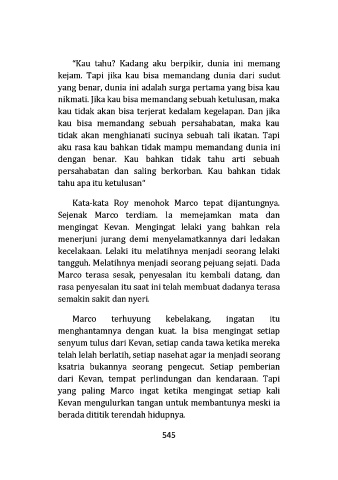 “Kau tahu? Kadang aku berpikir, dunia ini memang
kejam. Tapi jika kau bisa memandang dunia dari sudut
yang benar, dunia ini adalah surga pertama yang bisa kau
nikmati. Jika kau bisa memandang sebuah ketulusan, maka
kau tidak akan bisa terjerat kedalam kegelapan. Dan jika
kau bisa memandang sebuah persahabatan, maka kau
tidak akan menghianati sucinya sebuah tali ikatan. Tapi
aku rasa kau bahkan tidak mampu memandang dunia ini
dengan benar. Kau bahkan tidak tahu arti sebuah
persahabatan dan saling berkorban. Kau bahkan tidak
tahu apa itu ketulusan"
Kata-kata Roy menohok Marco tepat dijantungnya.
Sejenak Marco terdiam. Ia memejamkan mata dan
mengingat Kevan. Mengingat lelaki yang bahkan rela
menerjuni jurang demi menyelamatkannya dari ledakan
kecelakaan. Lelaki itu melatihnya menjadi seorang lelaki
tangguh. Melatihnya menjadi seorang pejuang sejati. Dada
Marco terasa sesak, penyesalan itu kembali datang, dan
rasa penyesalan itu saat ini telah membuat dadanya terasa
semakin sakit dan nyeri.
Marco terhuyung kebelakang, ingatan itu
menghantamnya dengan kuat. Ia bisa mengingat setiap
senyum tulus dari Kevan, setiap canda tawa ketika mereka
telah lelah berlatih, setiap nasehat agar ia menjadi seorang
ksatria bukannya seorang pengecut. Setiap pemberian
dari Kevan, tempat perlindungan dan kendaraan. Tapi
yang paling Marco ingat ketika mengingat setiap kali
Kevan mengulurkan tangan untuk membantunya meski ia
berada dititik terendah hidupnya.
545